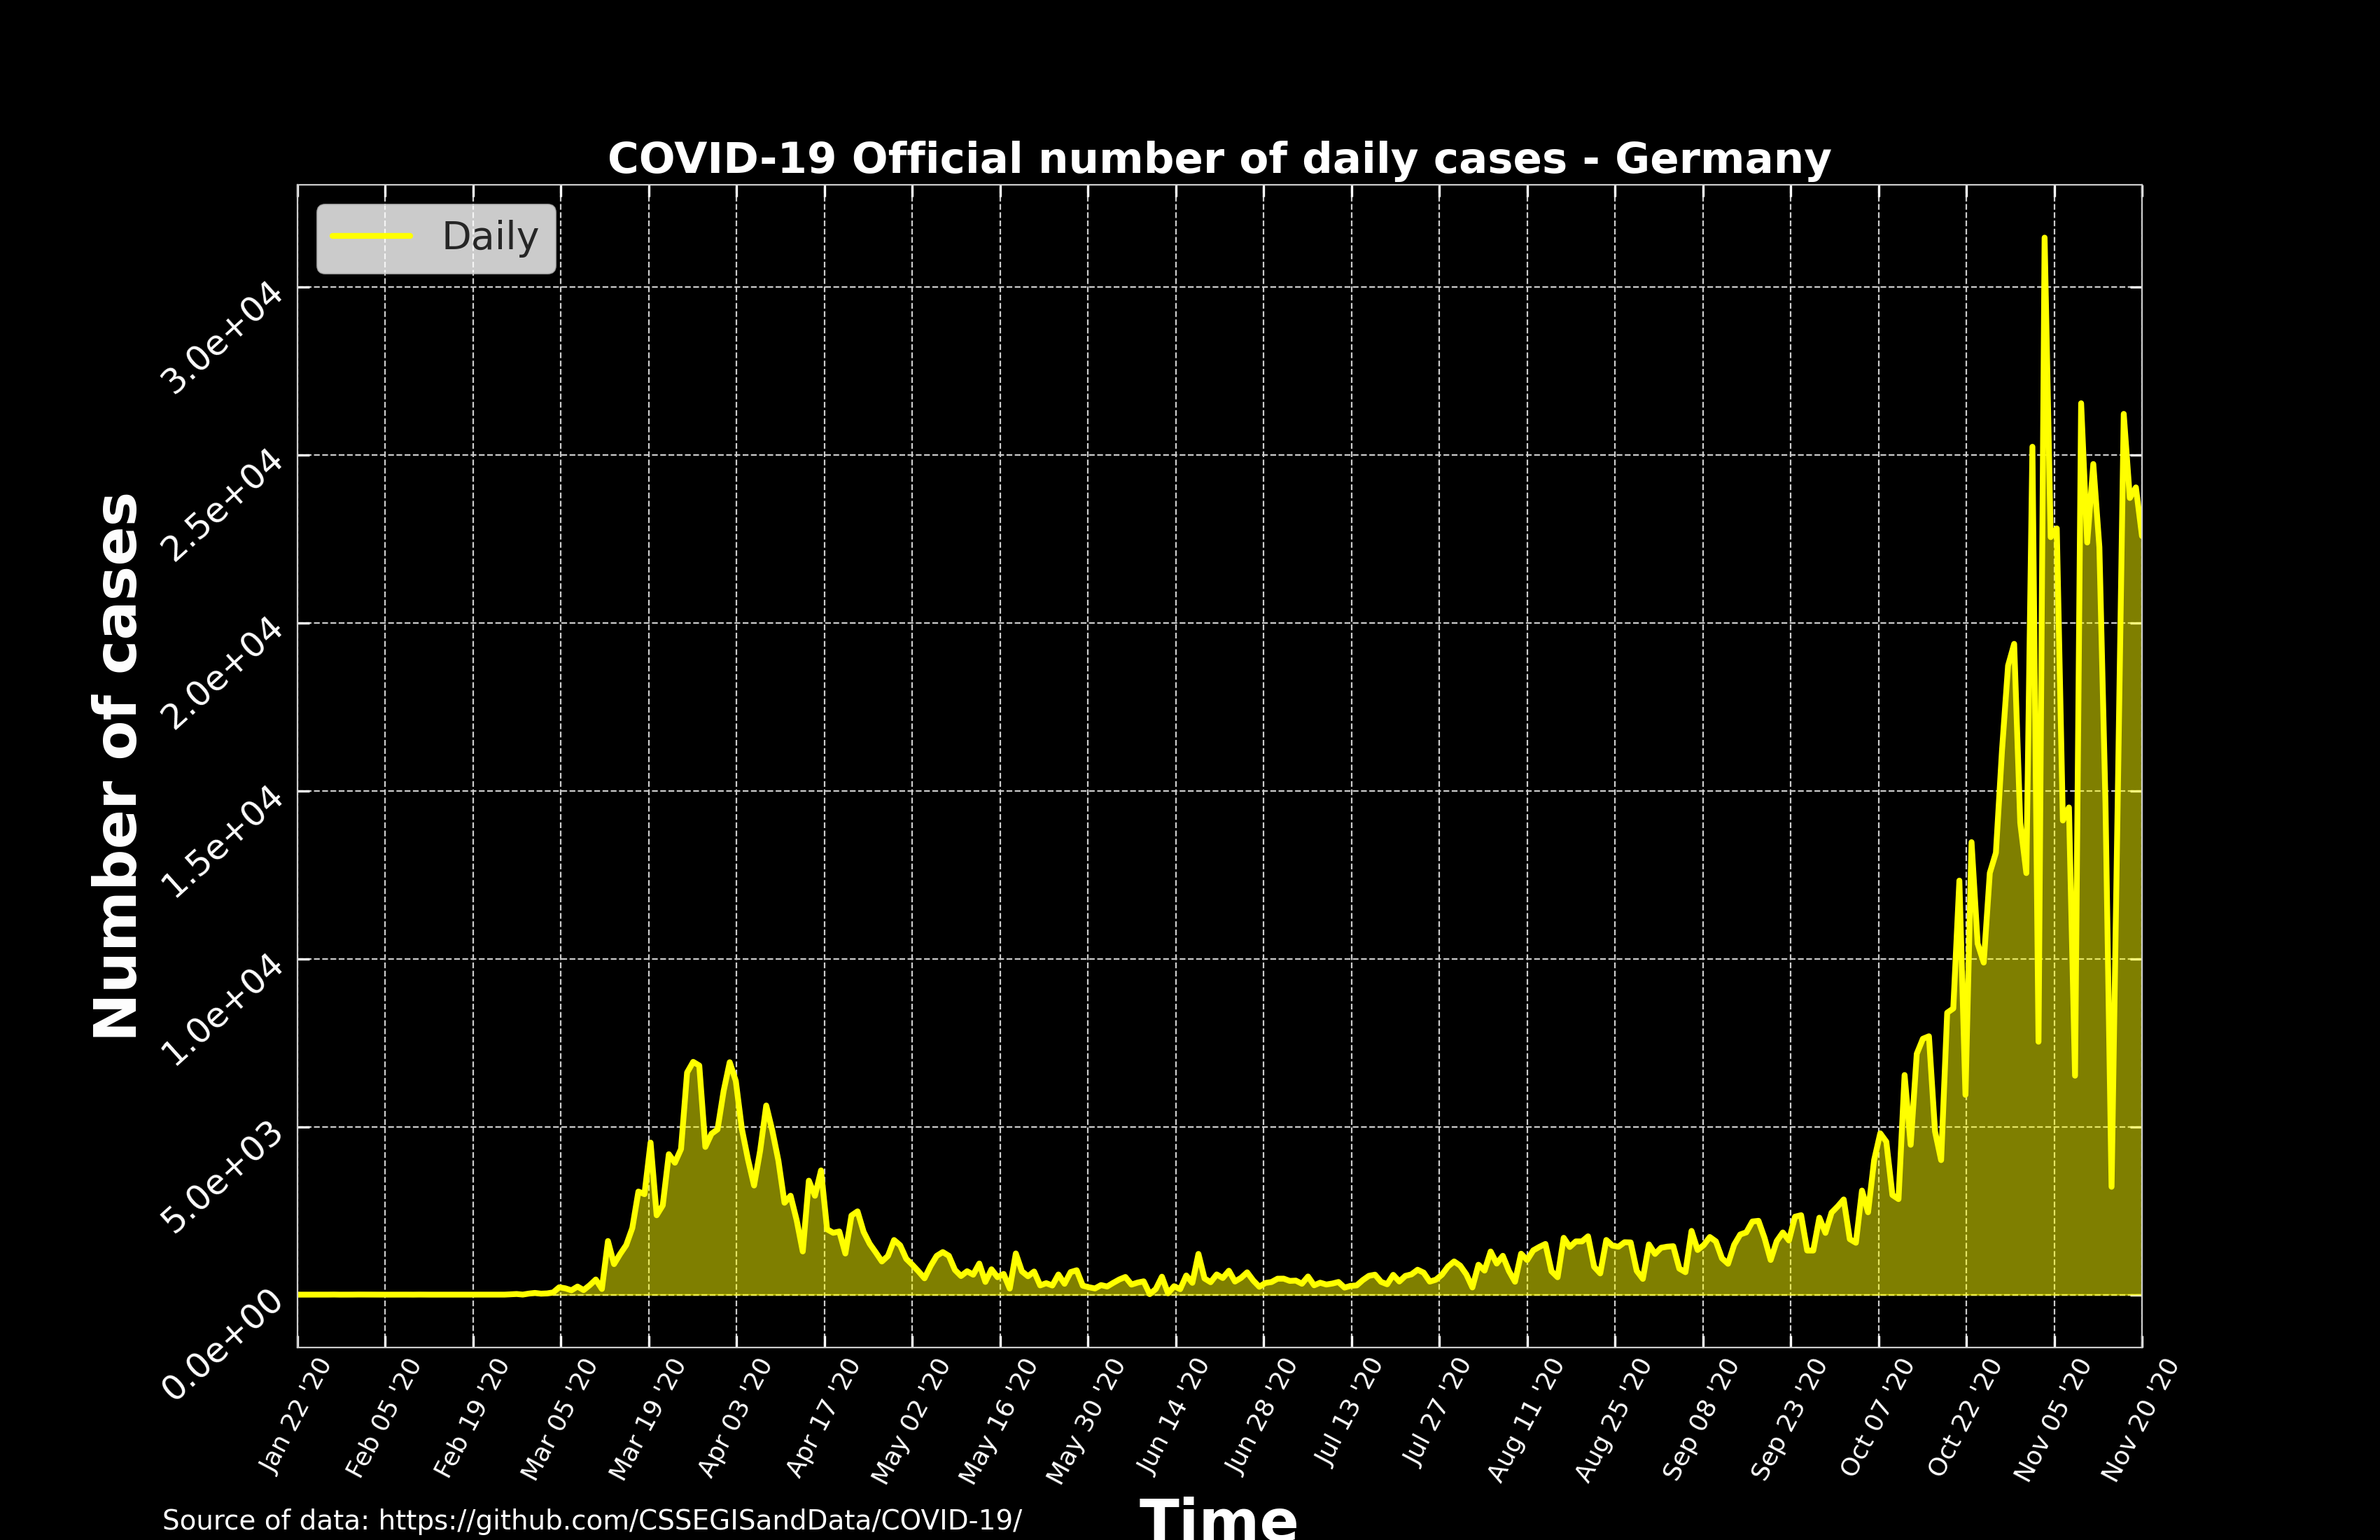 COVID-19 Official number of daily cases - Germany
Daily
Number of cases
3.0e+04
2.5e+04
2.0e+04
1.5e+04
1.0e+04
5.0e+03
0.0e+00
Jan 22 '20
Feb 05 '20
Feb 19 '20
Mar 05 '20
Mar 19 '20
Apr 03 '20
Apr 17 '20
May 02 '20
May 16 '20
May 30 '20
Jun 14 '20
Jun 28 '20
Jul 13 '20
Jul 27 '20
Aug 11 '20
Aug 25 '20
Sep 08 '20
Sep 23 '20
Oct 07 '20
Oct 22 '20
Nov 05 '20
Nov 20 '20
Time
Source of data: https://github.com/CSSEGISandData/COVID-19/